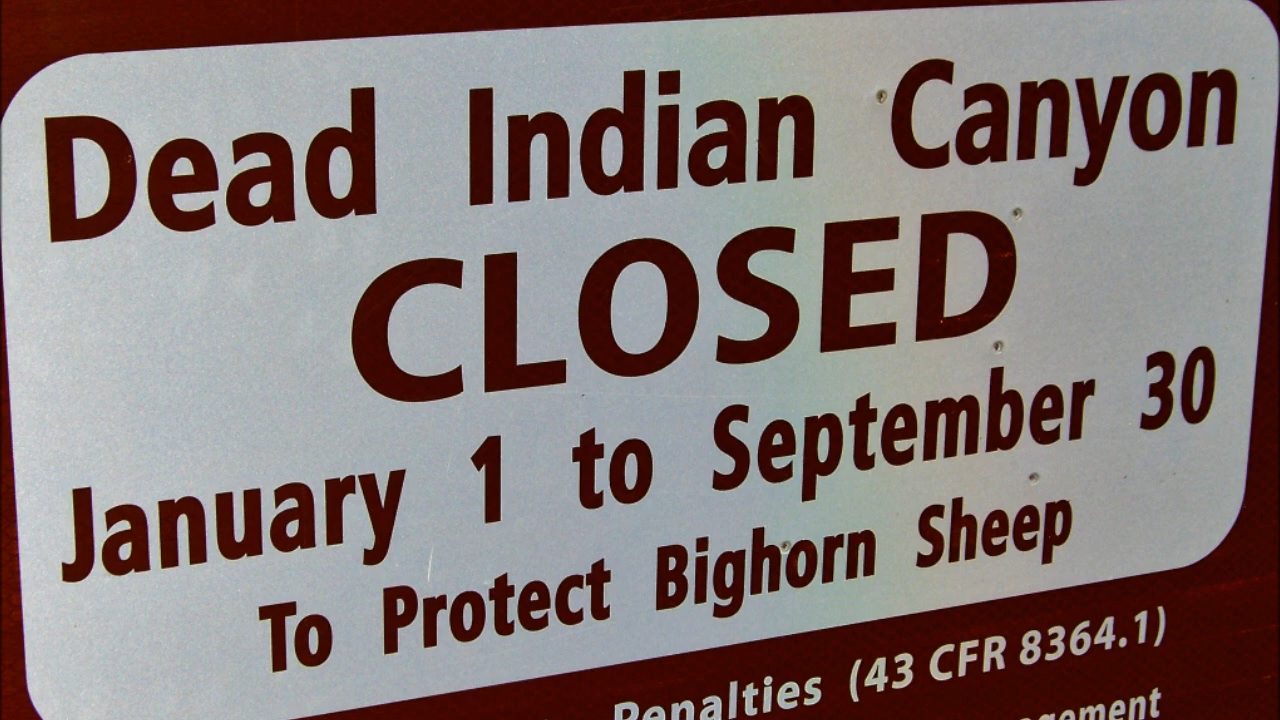 Dead Indian Canyon
CLOSED
January 1 to September 30
To Protect Bighorn Sheep
Penalties (43 CFR 8364.1)